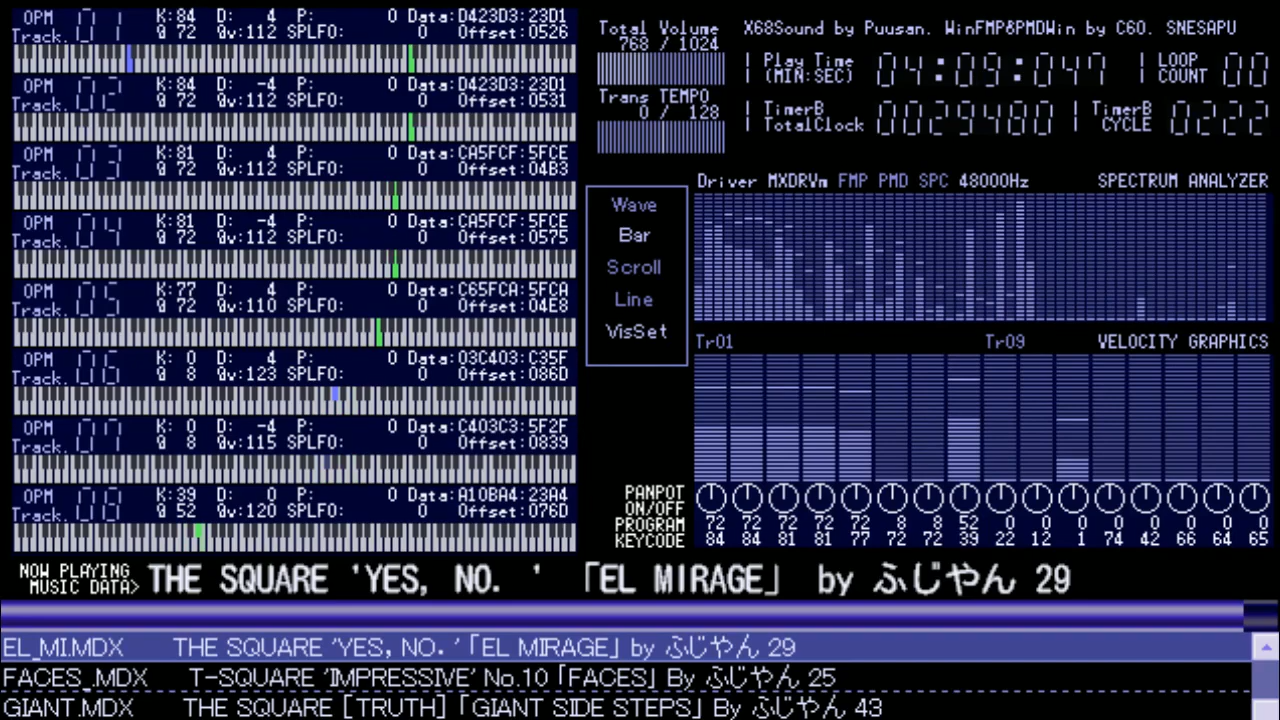 OPM Track. 01 K:84 D: 4 P: 0 Data:D423D3:23D1
@ 72 @v:112 SPLFO: 0 Offset:0526
OPM Track. 02 K:84 D: -4 P: 0 Data:D423D3:23D1
@ 72 @v:112 SPLFO: 0 Offset:0531
OPM Track. 03 K:81 D: 4 P: 0 Data:CA5FCF:5FCE
@ 72 @v:112 SPLFO: 0 Offset:04B3
OPM Track. 04 K:81 D: -4 P: 0 Data:CA5FCF:5FCE
@ 72 @v:112 SPLFO: 0 Offset:0575
OPM Track. 05 K:77 D: 4 P: 0 Data:C65FCA:5FCA
@ 72 @v:110 SPLFO: 0 Offset:04E8
OPM Track. 06 K: 0 D: 4 P: 0 Data:03C403:C35F
@ 8 @v:123 SPLFO: 0 Offset:086D
OPM Track. 07 K: 0 D: -4 P: 0 Data:C403C3:5F2F
@ 8 @v:115 SPLFO: 0 Offset:0839
OPM Track. 08 K:39 D: 0 P: 0 Data:A10BA4:23A4
@ 52 @v:120 SPLFO: 0 Offset:076D
Total Volume
768 / 1024
Trans TEMPO
0 / 128
X68Sound by Puusan. WinFMP&PMDWin by C60. SNESAPU
Play Time (MIN:SEC) 04:09:047 LOOP COUNT 00
TimerB TotalClock 0029480 TimerB CYCLE 0222
Wave
Bar
Scroll
Line
VisSet
Driver MXDRVm FMP PMD SPC 48000Hz SPECTRUM ANALYZER
Tr01 Tr09 VELOCITY GRAPHICS
PANPOT
ON/OFF
PROGRAM 72 72 72 72 72 8 8 52 0 0 0 0 0 0 0 0
KEYCODE 84 84 81 81 77 72 72 39 22 12 1 74 42 66 64 65
NOW PLAYING MUSIC DATA> THE SQUARE 'YES, NO. ' 「EL MIRAGE」 by ふじやん 29
EL_MI.MDX THE SQUARE 'YES, NO. '「EL MIRAGE」 by ふじやん 29
FACES_.MDX T-SQUARE 'IMPRESSIVE' No.10 「FACES」 By ふじやん 25
GIANT.MDX THE SQUARE [TRUTH] 「GIANT SIDE STEPS」 By ふじやん 43